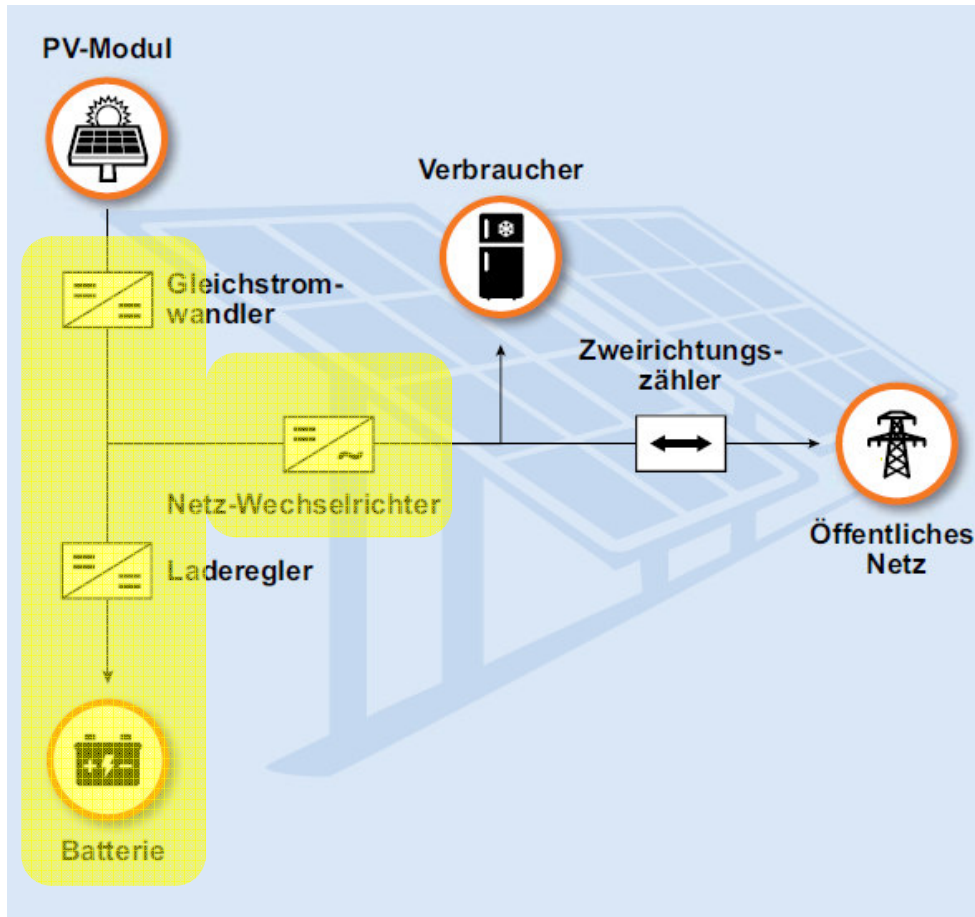 PV-Modul
Verbraucher
Gleichstrom-
wandler
Zweirichtungs-
zähler
Netz-Wechselrichter
Öffentliches
Netz
Laderegler
Batterie